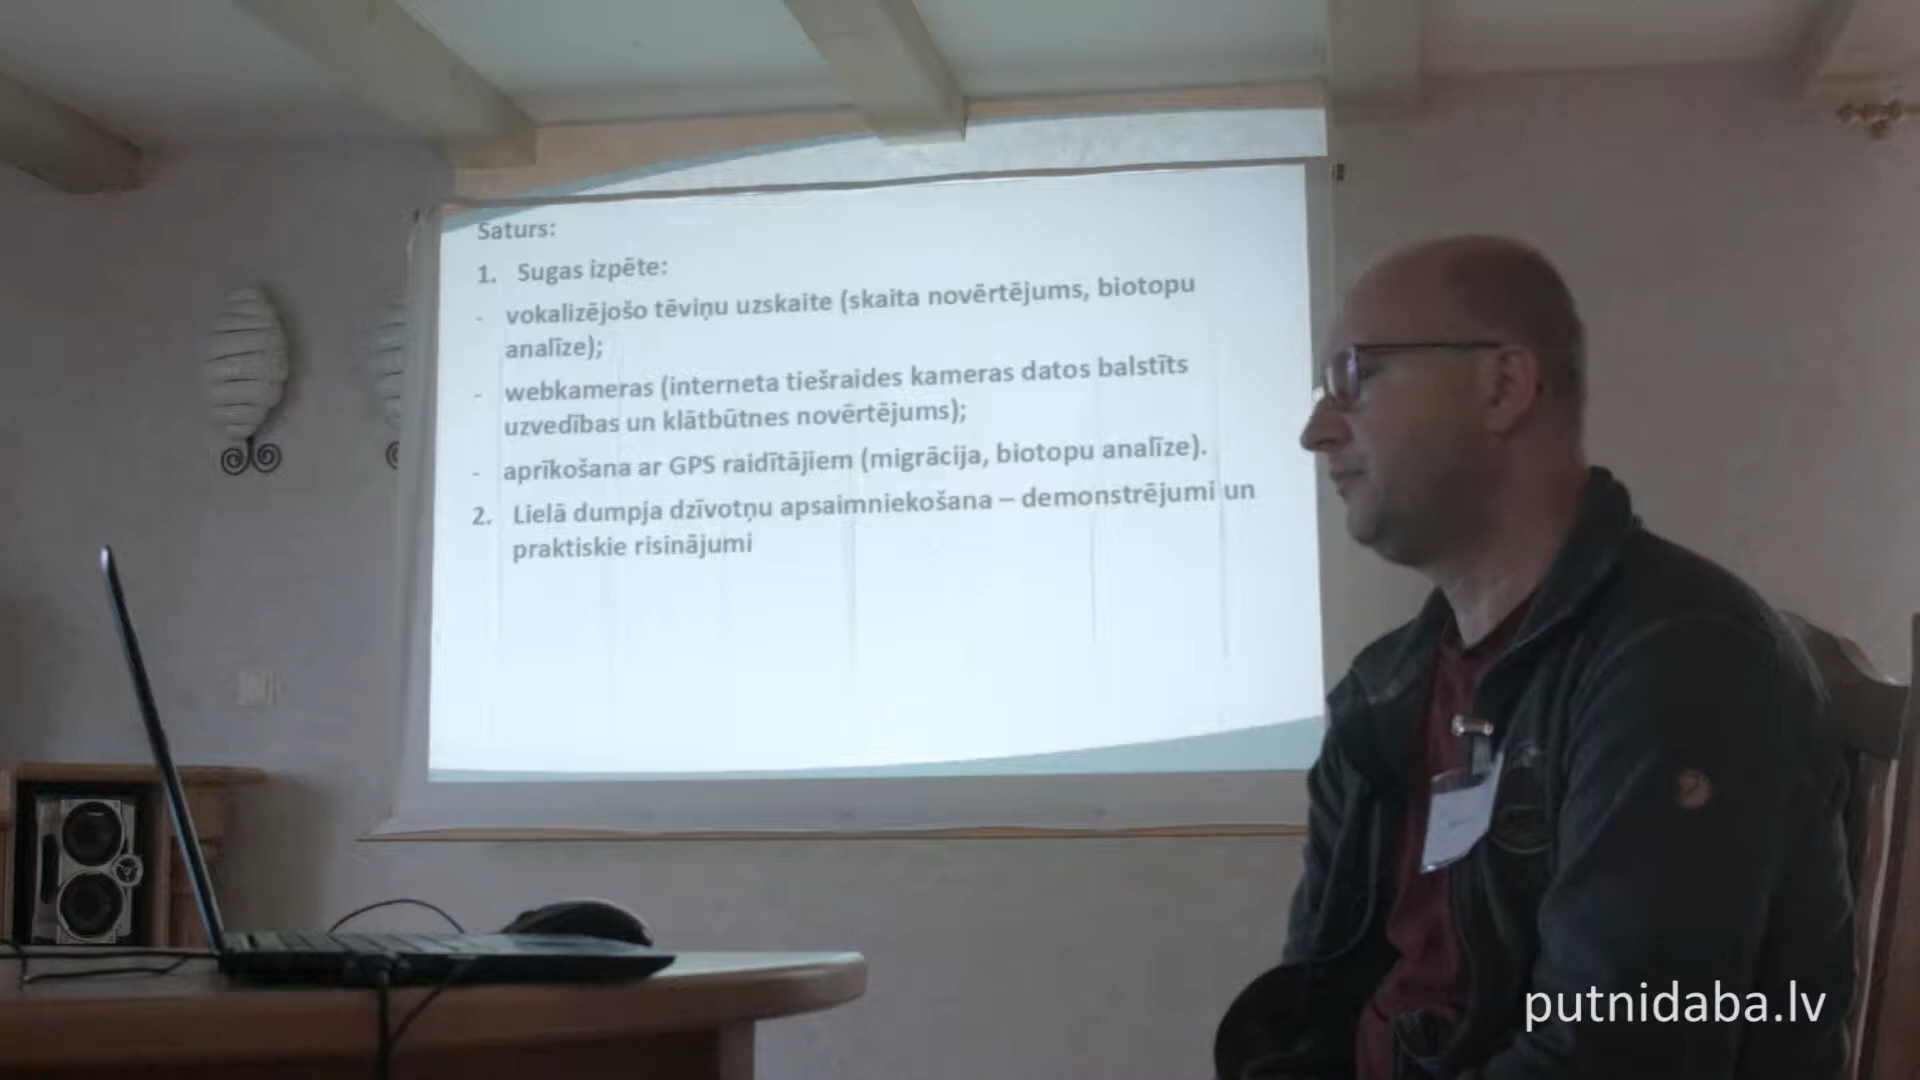 Saturs:
1. Sugas izpēte:
- vokalizējošo tēviņu uzskaite (skaita novērtējums, biotopu
analīze);
- webkameras (interneta tiešraides kameras datos balstīts
uzvedības un klātbūtnes novērtējums);
- aprīkošana ar GPS raidītājiem (migrācija, biotopu analīze).
2. Lielā dumpja dzīvotņu apsaimniekošana – demonstrējumi un
praktiskie risinājumi
putnidaba.lv